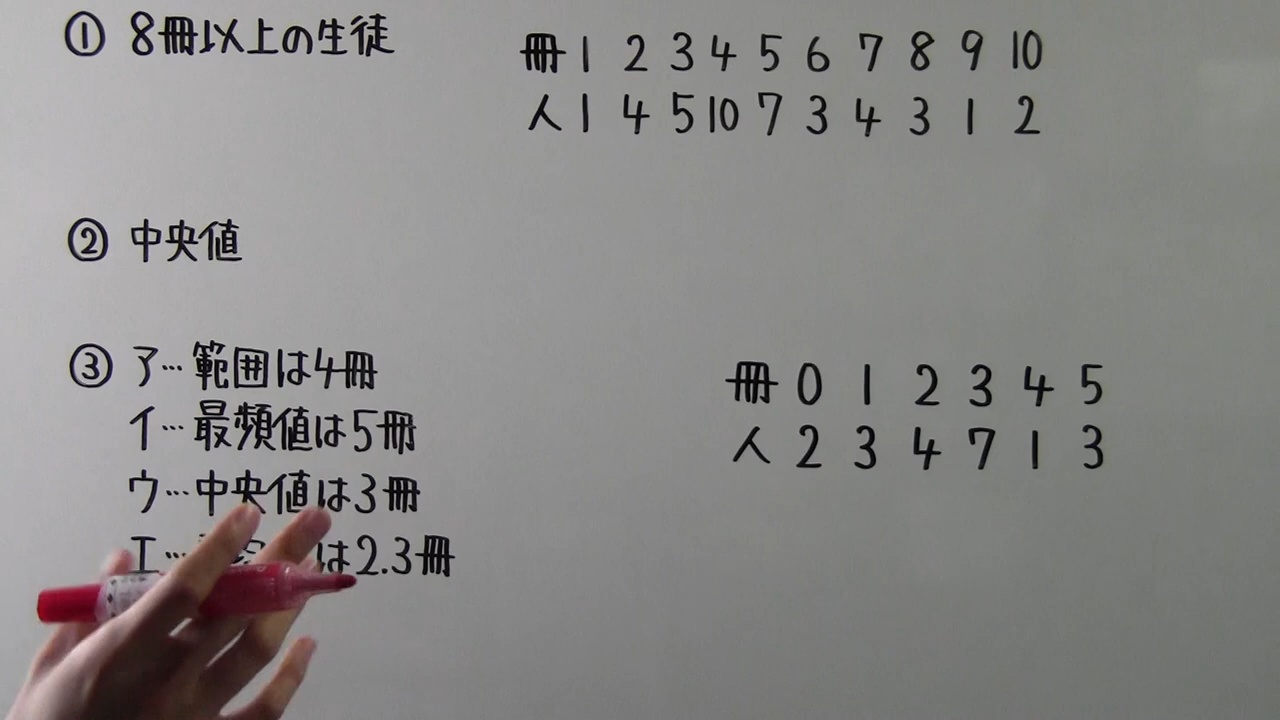 ① 8冊以上の生徒
冊 1 2 3 4 5 6 7 8 9 10
人 1 4 5 10 7 3 4 3 1 2
② 中央値
③ ア…範囲は4冊
イ…最頻値は5冊
ウ…中央値は3冊
エ… は2.3冊
冊 0 1 2 3 4 5
人 2 3 4 7 1 3